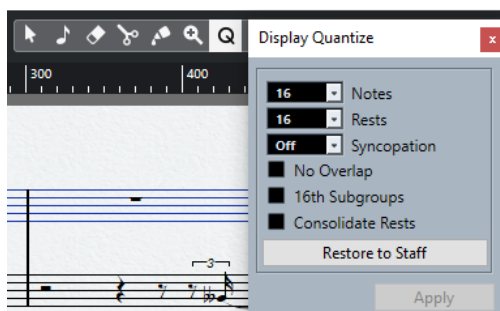 Q
Display Quantize
x
300
400
16 Notes
16 Rests
Off Syncopation
No Overlap
16th Subgroups
Consolidate Rests
Restore to Staff
3
Apply